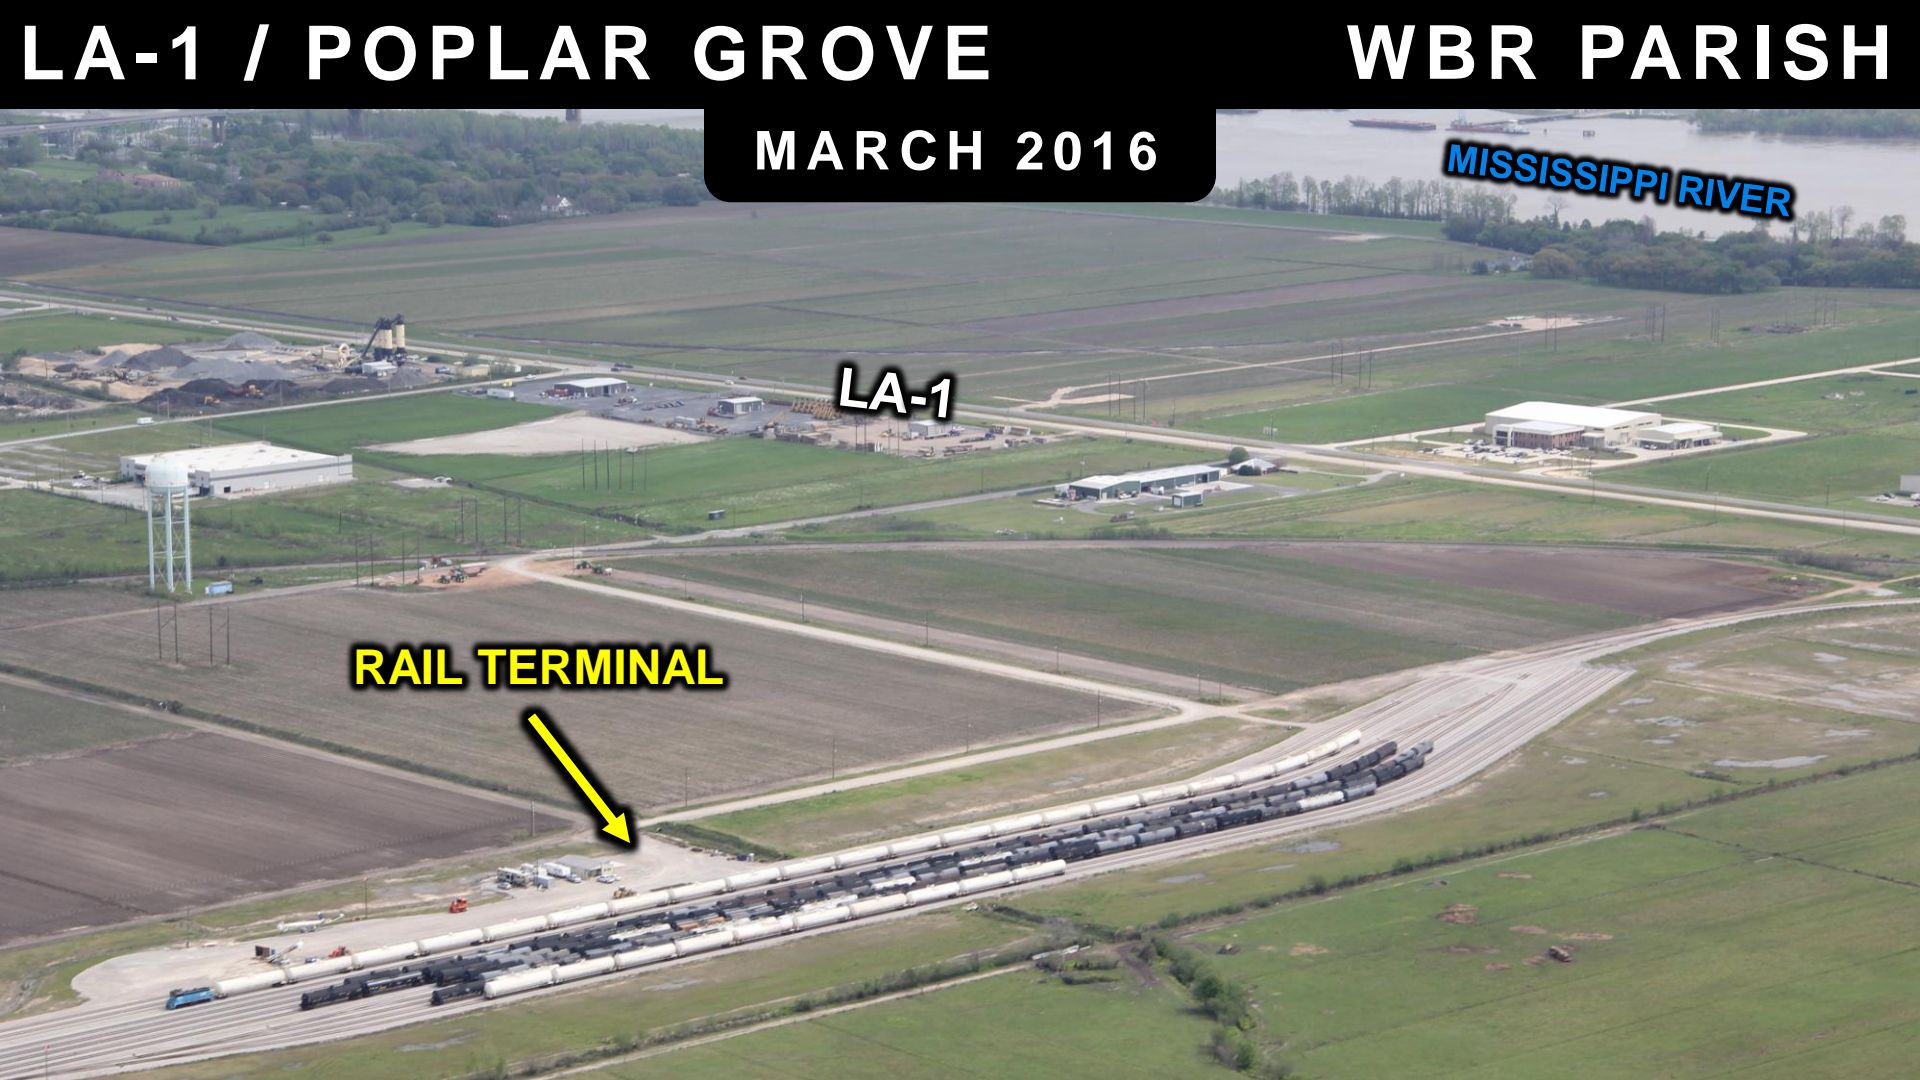 LA-1 / POPLAR GROVE
WBR PARISH
MARCH 2016
MISSISSIPPI RIVER
LA-1
RAIL TERMINAL